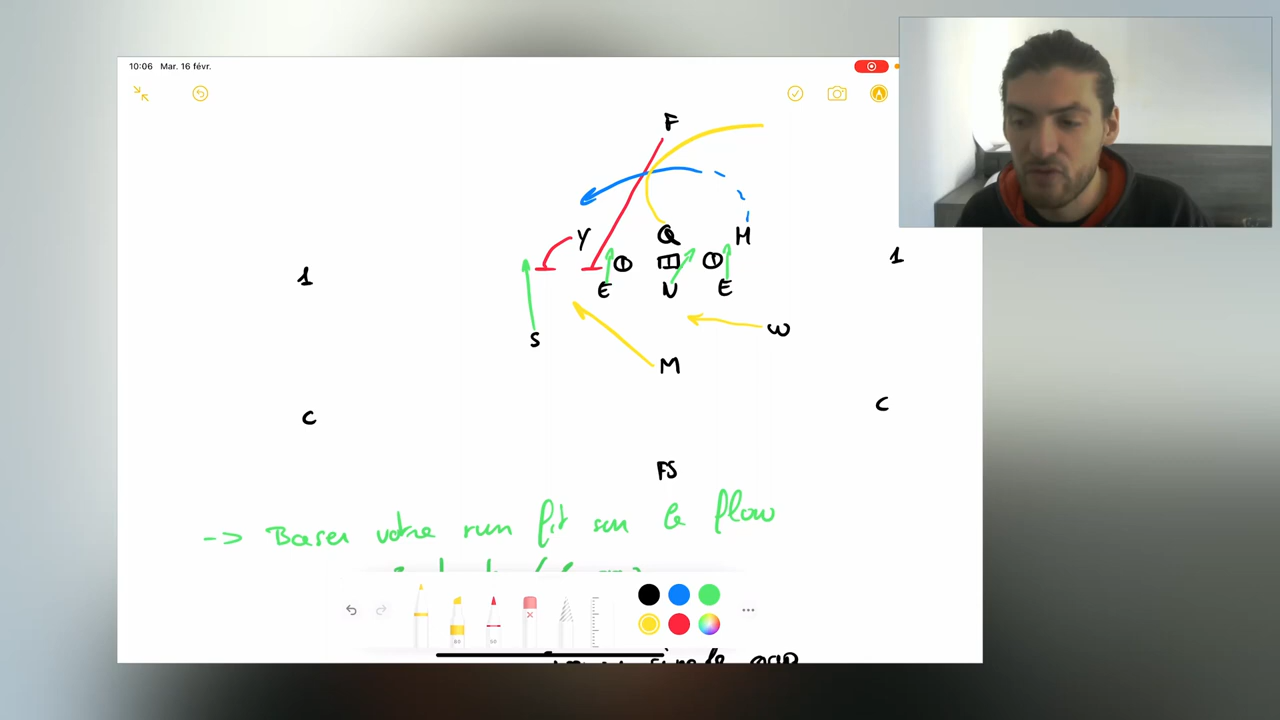 10:06 Mar. 16 févr.
F
Y Q H
1 1
E N E
S W
M
C C
FS
-> Baser votre run fit sur le flow